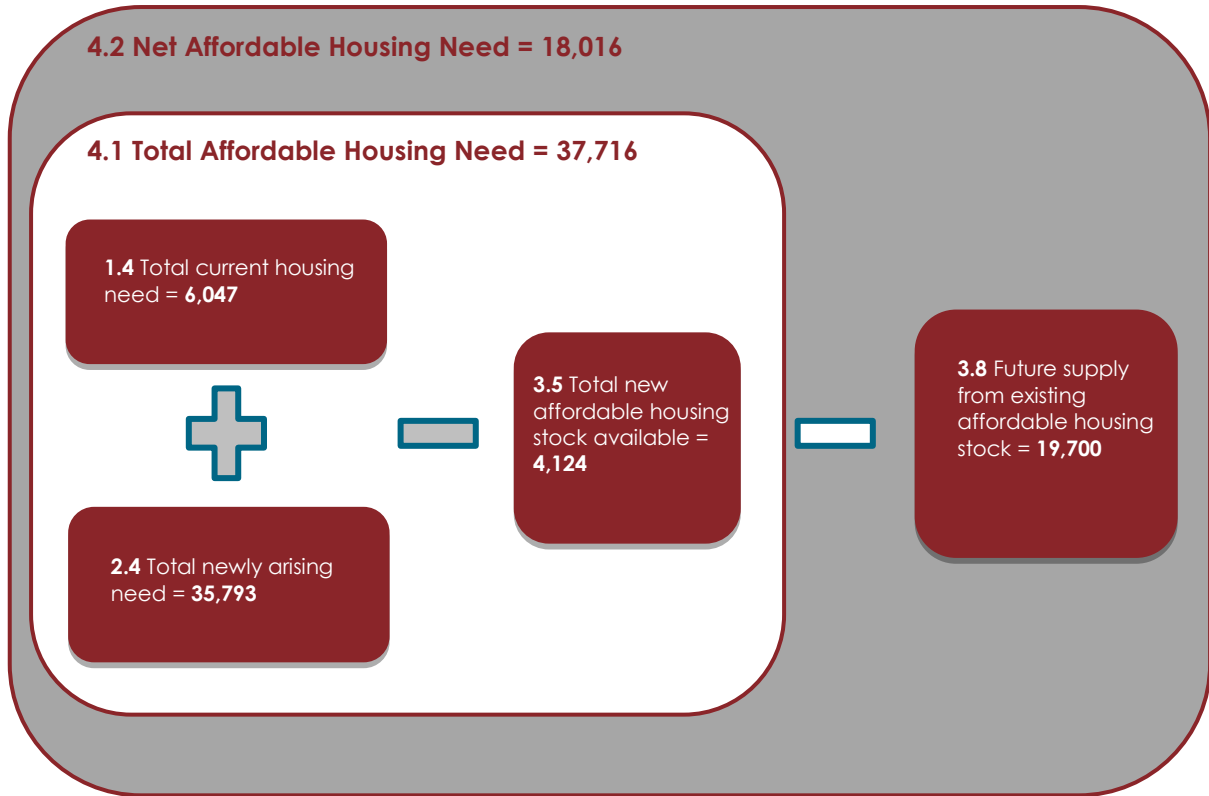 4.2 Net Affordable Housing Need = 18,016
4.1 Total Affordable Housing Need = 37,716
1.4 Total current housing
need = 6,047
2.4 Total newly arising
need = 35,793
3.5 Total new
affordable housing
stock available =
4,124
3.8 Future supply
from existing
affordable housing
stock = 19,700